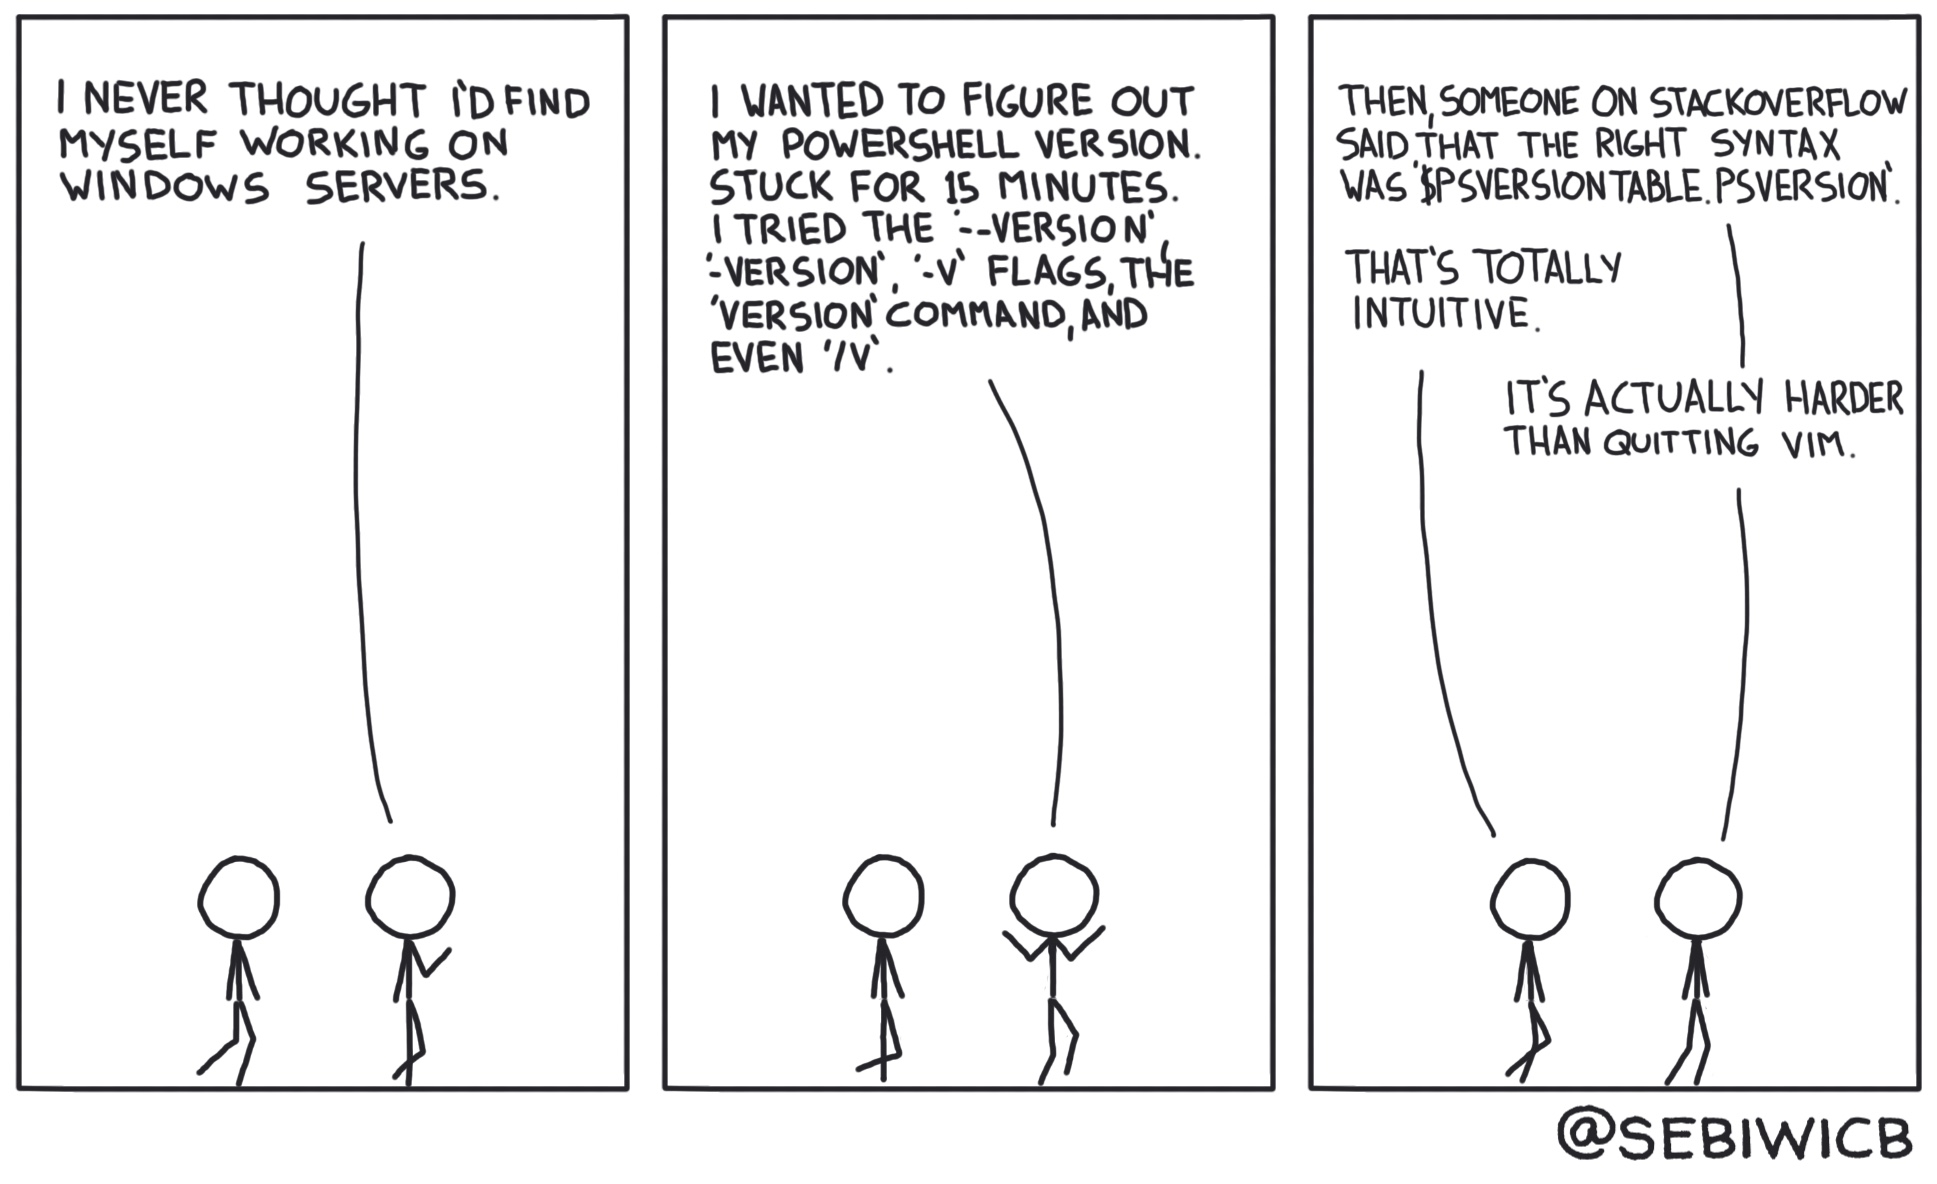 I NEVER THOUGHT I'D FIND
MYSELF WORKING ON
WINDOWS SERVERS.
I WANTED TO FIGURE OUT
MY POWERSHELL VERSION.
STUCK FOR 15 MINUTES.
I TRIED THE '--VERSION',
'-VERSION', '-V' FLAGS, THE
'VERSION' COMMAND, AND
EVEN '/V'.
THEN, SOMEONE ON STACKOVERFLOW
SAID THAT THE RIGHT SYNTAX
WAS '$PSVERSIONTABLE.PSVERSION'.
THAT'S TOTALLY
INTUITIVE.
IT'S ACTUALLY HARDER
THAN QUITTING VIM.
@SEBIWICB